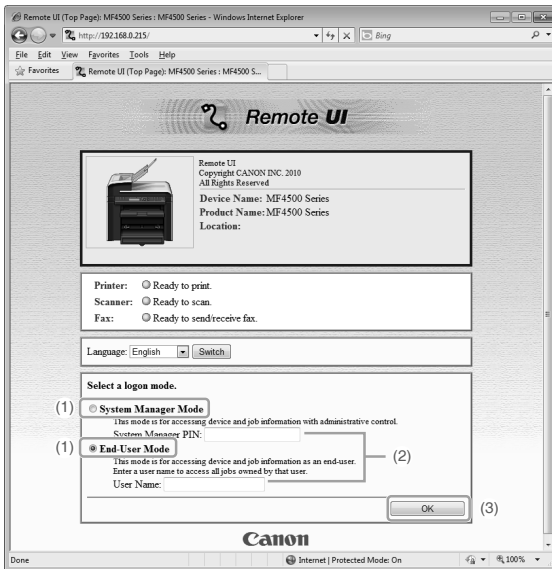 Remote UI (Top Page): MF4500 Series : MF4500 Series - Windows Internet Explorer
http://192.168.0.215/
Bing
File Edit View Favorites Tools Help
Favorites Remote UI (Top Page): MF4500 Series : MF4500 S...
Remote UI
Remote UI
Copyright CANON INC. 2010
All Rights Reserved
Device Name: MF4500 Series
Product Name: MF4500 Series
Location:
Printer: Ready to print.
Scanner: Ready to scan.
Fax: Ready to send/receive fax.
Language: English Switch
Select a logon mode.
(1) System Manager Mode
This mode is for accessing device and job information with administrative control.
System Manager PIN:
(1) End-User Mode
(2)
This mode is for accessing device and job information as an end-user.
Enter a user name to access all jobs owned by that user.
User Name:
OK (3)
Canon
Done Internet | Protected Mode: On 100%